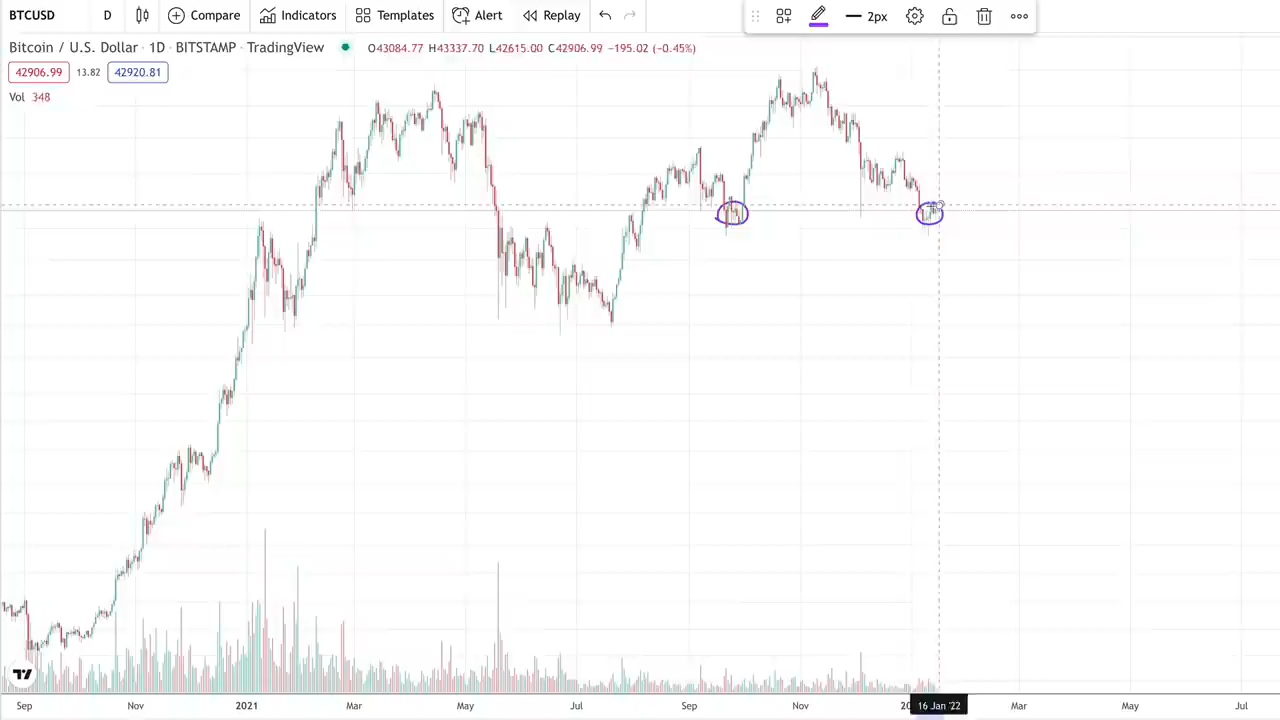 BTCUSD D Compare Indicators Templates Alert Replay 2px
Bitcoin / U.S. Dollar · 1D · BITSTAMP · TradingView O43084.77 H43337.70 L42615.00 C42906.99 −195.02 (−0.45%)
42906.99 13.82 42920.81
Vol 348
Sep Nov 2021 Mar May Jul Sep Nov 16 Jan '22 Mar May Jul